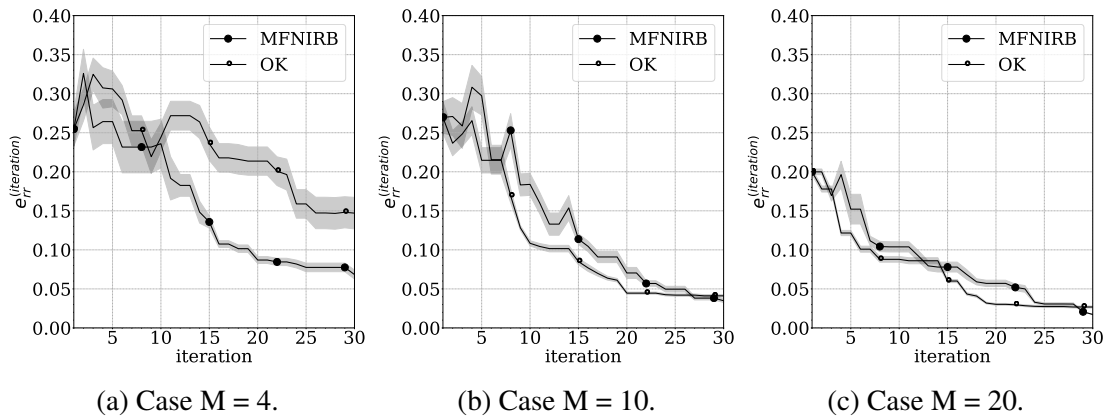 0.40
0.35
0.30
0.25
0.20
0.15
0.10
0.05
0.00
e_rr^(iteration)
5 10 15 20 25 30
iteration
MFNIRB
OK
(a) Case M = 4.
0.40
0.35
0.30
0.25
0.20
0.15
0.10
0.05
0.00
e_rr^(iteration)
5 10 15 20 25 30
iteration
MFNIRB
OK
(b) Case M = 10.
0.40
0.35
0.30
0.25
0.20
0.15
0.10
0.05
0.00
e_rr^(iteration)
5 10 15 20 25 30
iteration
MFNIRB
OK
(c) Case M = 20.